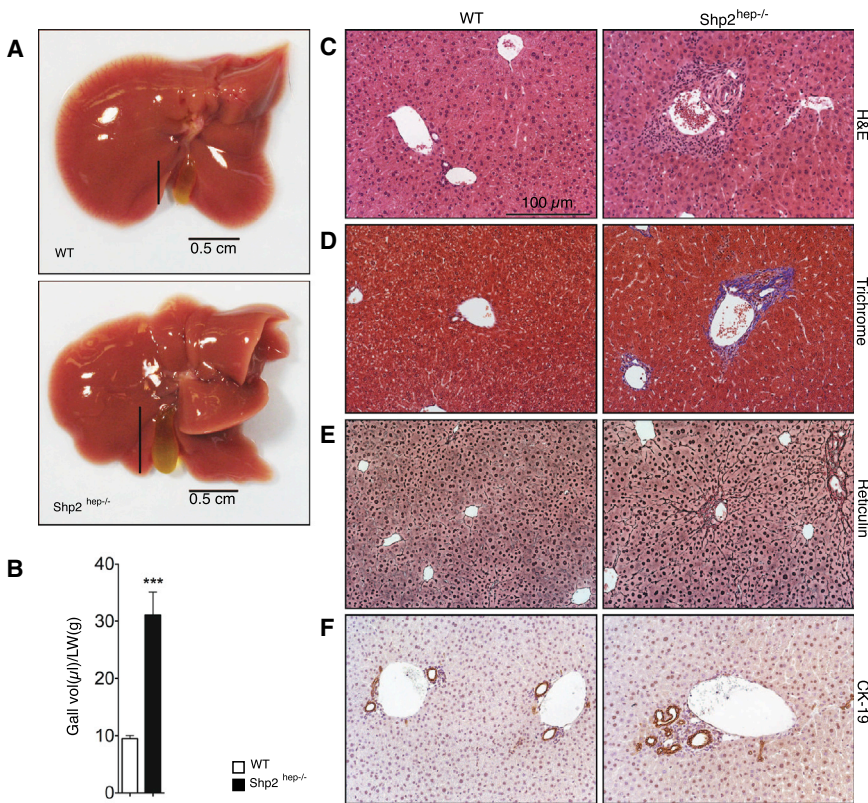 WT
Shp2hep-/-
A
0.5 cm
WT
0.5 cm
Shp2 hep-/-
B
Gall vol(µl)/LW(g)
40
30
20
10
0
***
WT
Shp2 hep-/-
C
H&E
100 µm
D
Trichrome
E
Reticulin
F
CK-19